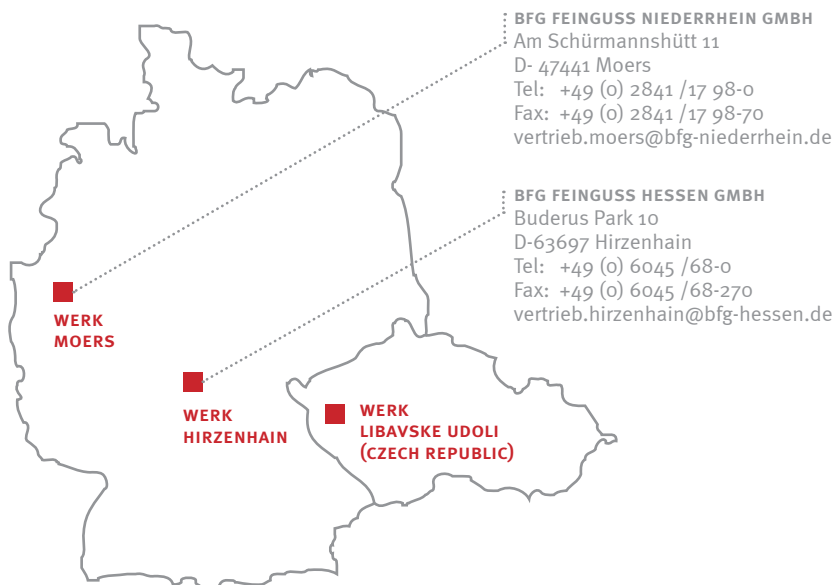 BFG FEINGUSS NIEDERRHEIN GMBH
Am Schürmannshütt 11
D- 47441 Moers
Tel: +49 (0) 2841 /17 98-0
Fax: +49 (0) 2841 /17 98-70
vertrieb.moers@bfg-niederrhein.de
BFG FEINGUSS HESSEN GMBH
Buderus Park 10
D-63697 Hirzenhain
Tel: +49 (0) 6045 /68-0
Fax: +49 (0) 6045 /68-270
vertrieb.hirzenhain@bfg-hessen.de
WERK
MOERS
WERK
HIRZENHAIN
WERK
LIBAVSKE UDOLI
(CZECH REPUBLIC)